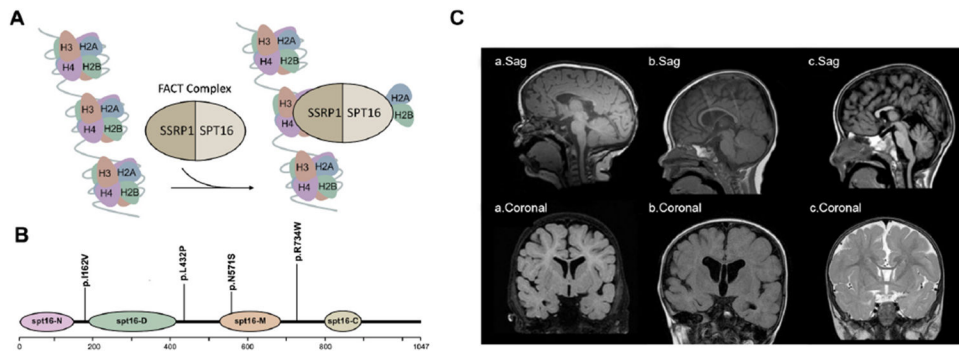 A
H3 H2A
H4 H2B
H3 H2A
H4 H2B
H3 H2A
H4 H2B
FACT Complex
SSRP1 SPT16
H3 H2A
H4 H2B
H3
H4
SSRP1 SPT16
H2A
H2B
H3 H2A
H4 H2B
B
p.I162V
p.L432P
p.N571S
p.R734W
spt16-N
spt16-D
spt16-M
spt16-C
0 200 400 600 800 1047
C
a.Sag
b.Sag
c.Sag
a.Coronal
b.Coronal
c.Coronal